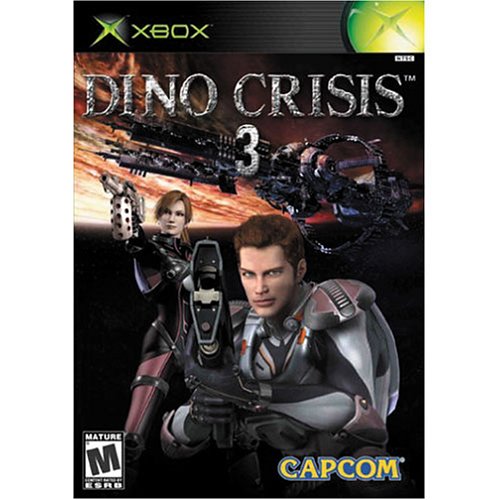 XBOX
NTSC
DINO CRISIS™
3
MATURE
M
CONTENT RATED BY
ESRB
CAPCOM